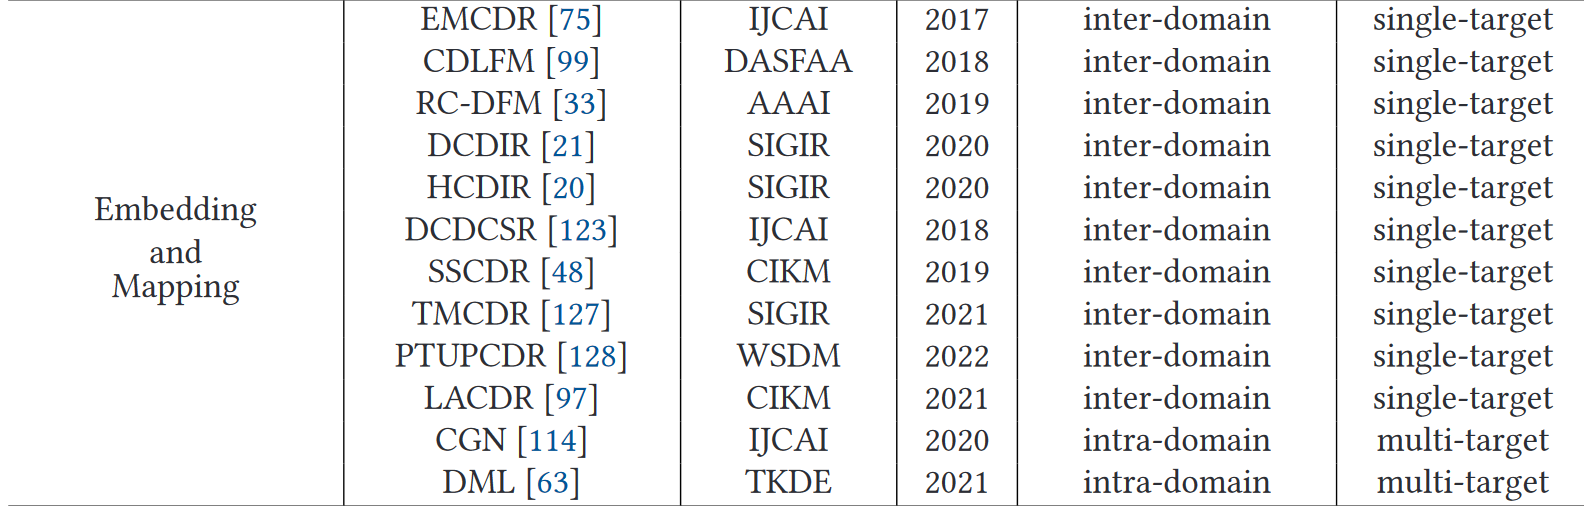 EMCDR [75] IJCAI 2017 inter-domain single-target
CDLFM [99] DASFAA 2018 inter-domain single-target
RC-DFM [33] AAAI 2019 inter-domain single-target
DCDIR [21] SIGIR 2020 inter-domain single-target
HCDIR [20] SIGIR 2020 inter-domain single-target
Embedding
and
Mapping
DCDCSR [123] IJCAI 2018 inter-domain single-target
SSCDR [48] CIKM 2019 inter-domain single-target
TMCDR [127] SIGIR 2021 inter-domain single-target
PTUPCDR [128] WSDM 2022 inter-domain single-target
LACDR [97] CIKM 2021 inter-domain single-target
CGN [114] IJCAI 2020 intra-domain multi-target
DML [63] TKDE 2021 intra-domain multi-target